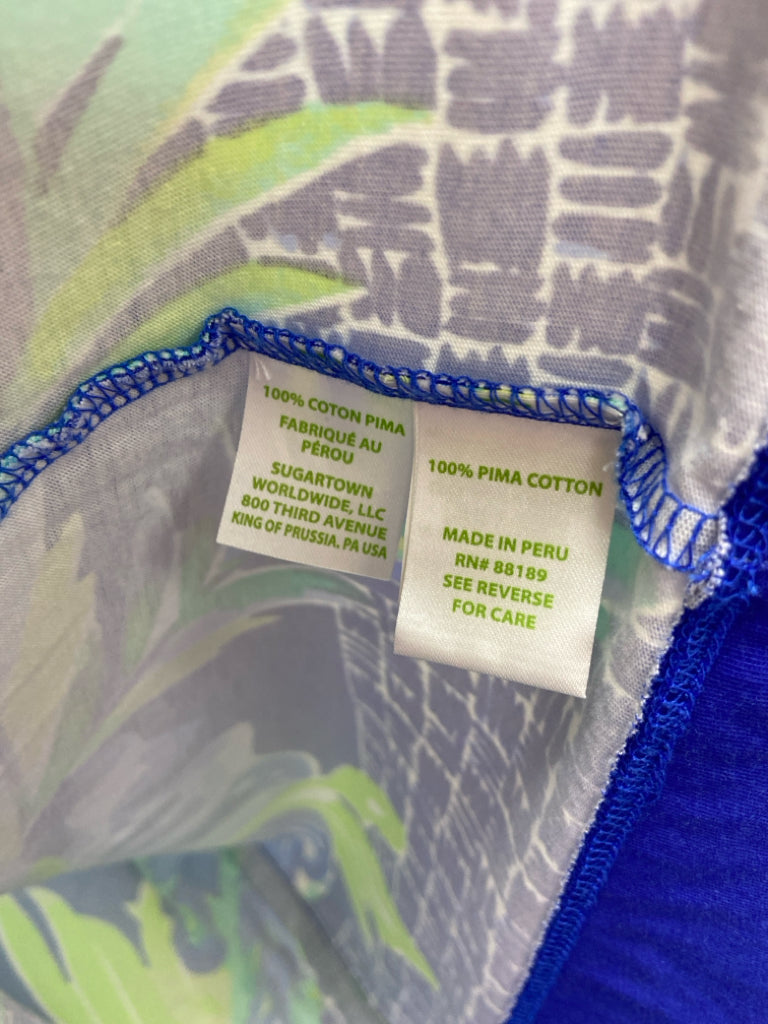 100% COTON PIMA
FABRIQUÉ AU
PÉROU
SUGARTOWN
WORLDWIDE, LLC
800 THIRD AVENUE
KING OF PRUSSIA. PA USA
100% PIMA COTTON
MADE IN PERU
RN# 88189
SEE REVERSE
FOR CARE